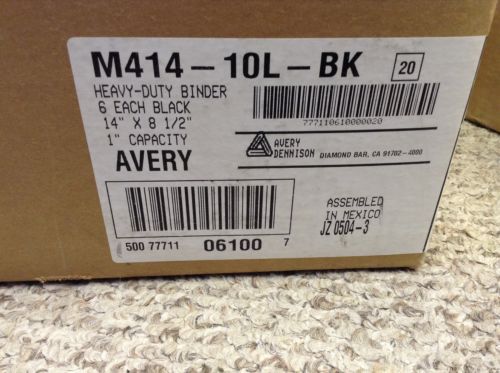 M414-10L-BK 20
HEAVY-DUTY BINDER
6 EACH BLACK
14" X 8 1/2"
1" CAPACITY
AVERY
777110610000020
AVERY
DENNISON DIAMOND BAR, CA 91702-4000
ASSEMBLED
IN MEXICO
JZ 0504-3
500 77711 06100 7